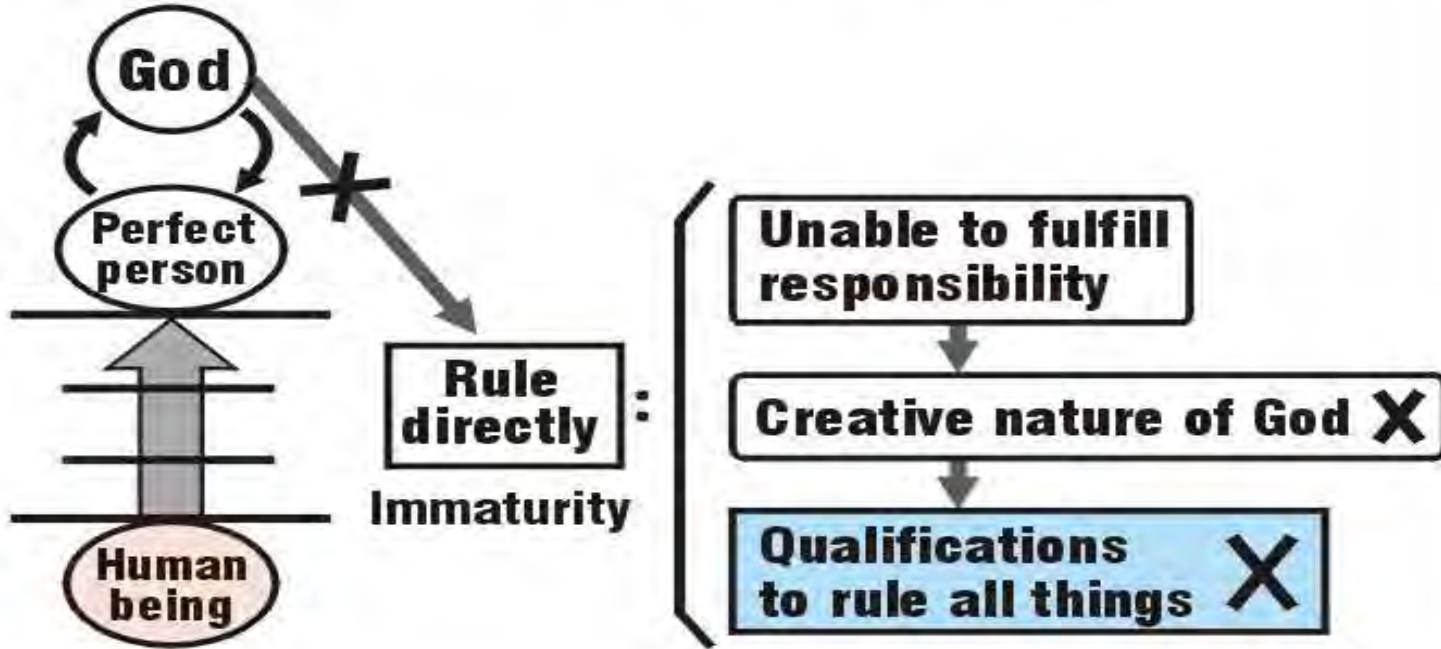 God
Perfect
person
Human
being
Rule
directly
:
Immaturity
Unable to fulfill
responsibility
Creative nature of God X
Qualifications
to rule all things X